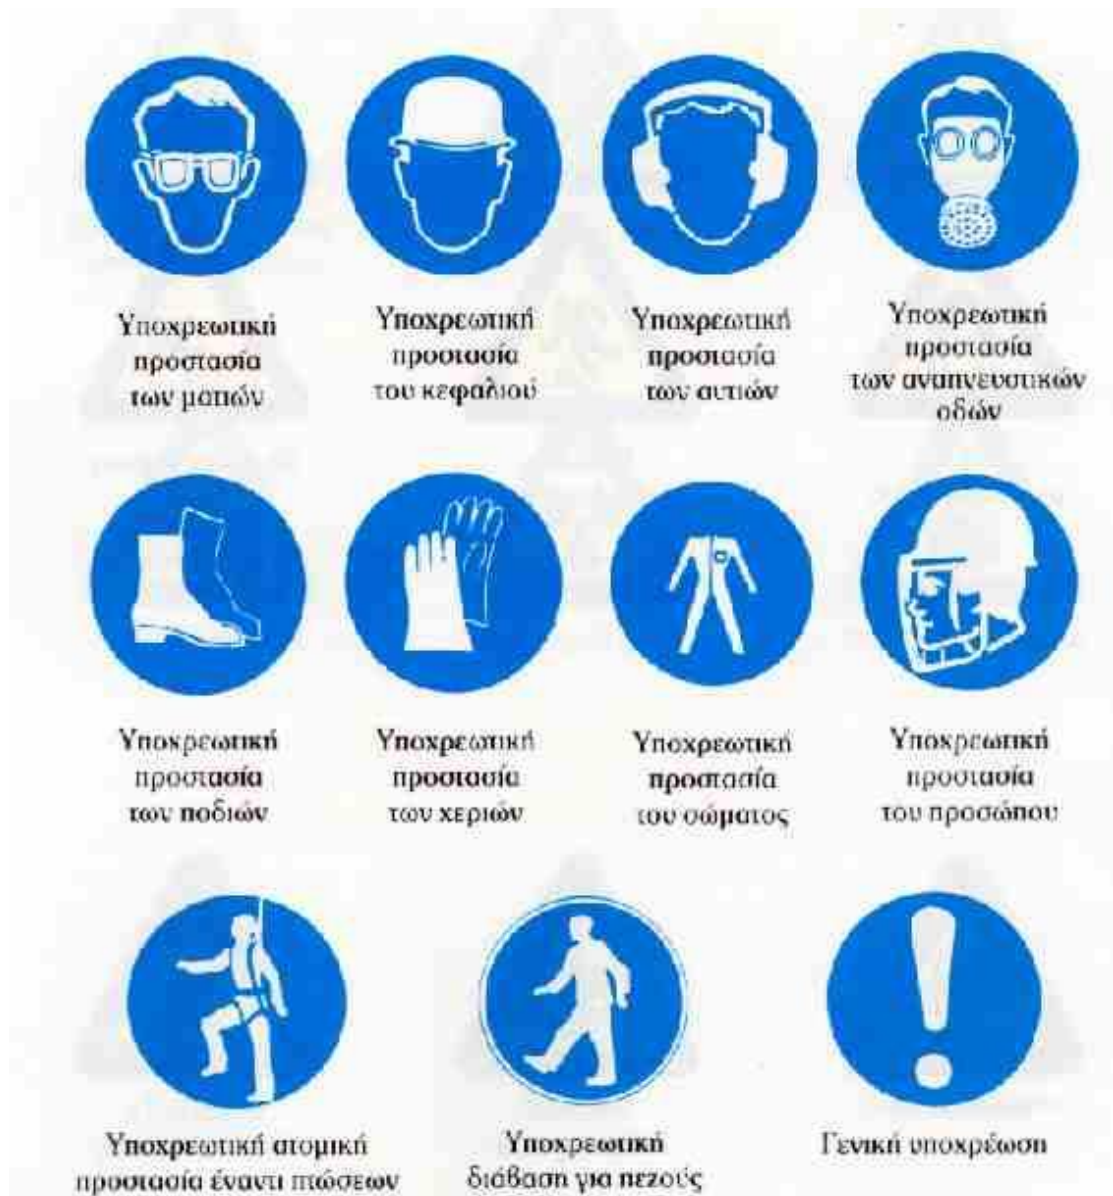 Υποχρεωτική
προστασία
των ματιών
Υποχρεωτική
προστασία
του κεφαλιού
Υποχρεωτική
προστασία
των αυτιών
Υποχρεωτική
προστασία
των αναπνευστικών
οδών
Υποχρεωτική
προστασία
των ποδιών
Υποχρεωτική
προστασία
των χεριών
Υποχρεωτική
προστασία
του σώματος
Υποχρεωτική
προστασία
του προσώπου
Υποχρεωτική ατομική
προστασία έναντι πτώσεων
Υποχρεωτική
διάβαση για πεζούς
Γενική υποχρέωση